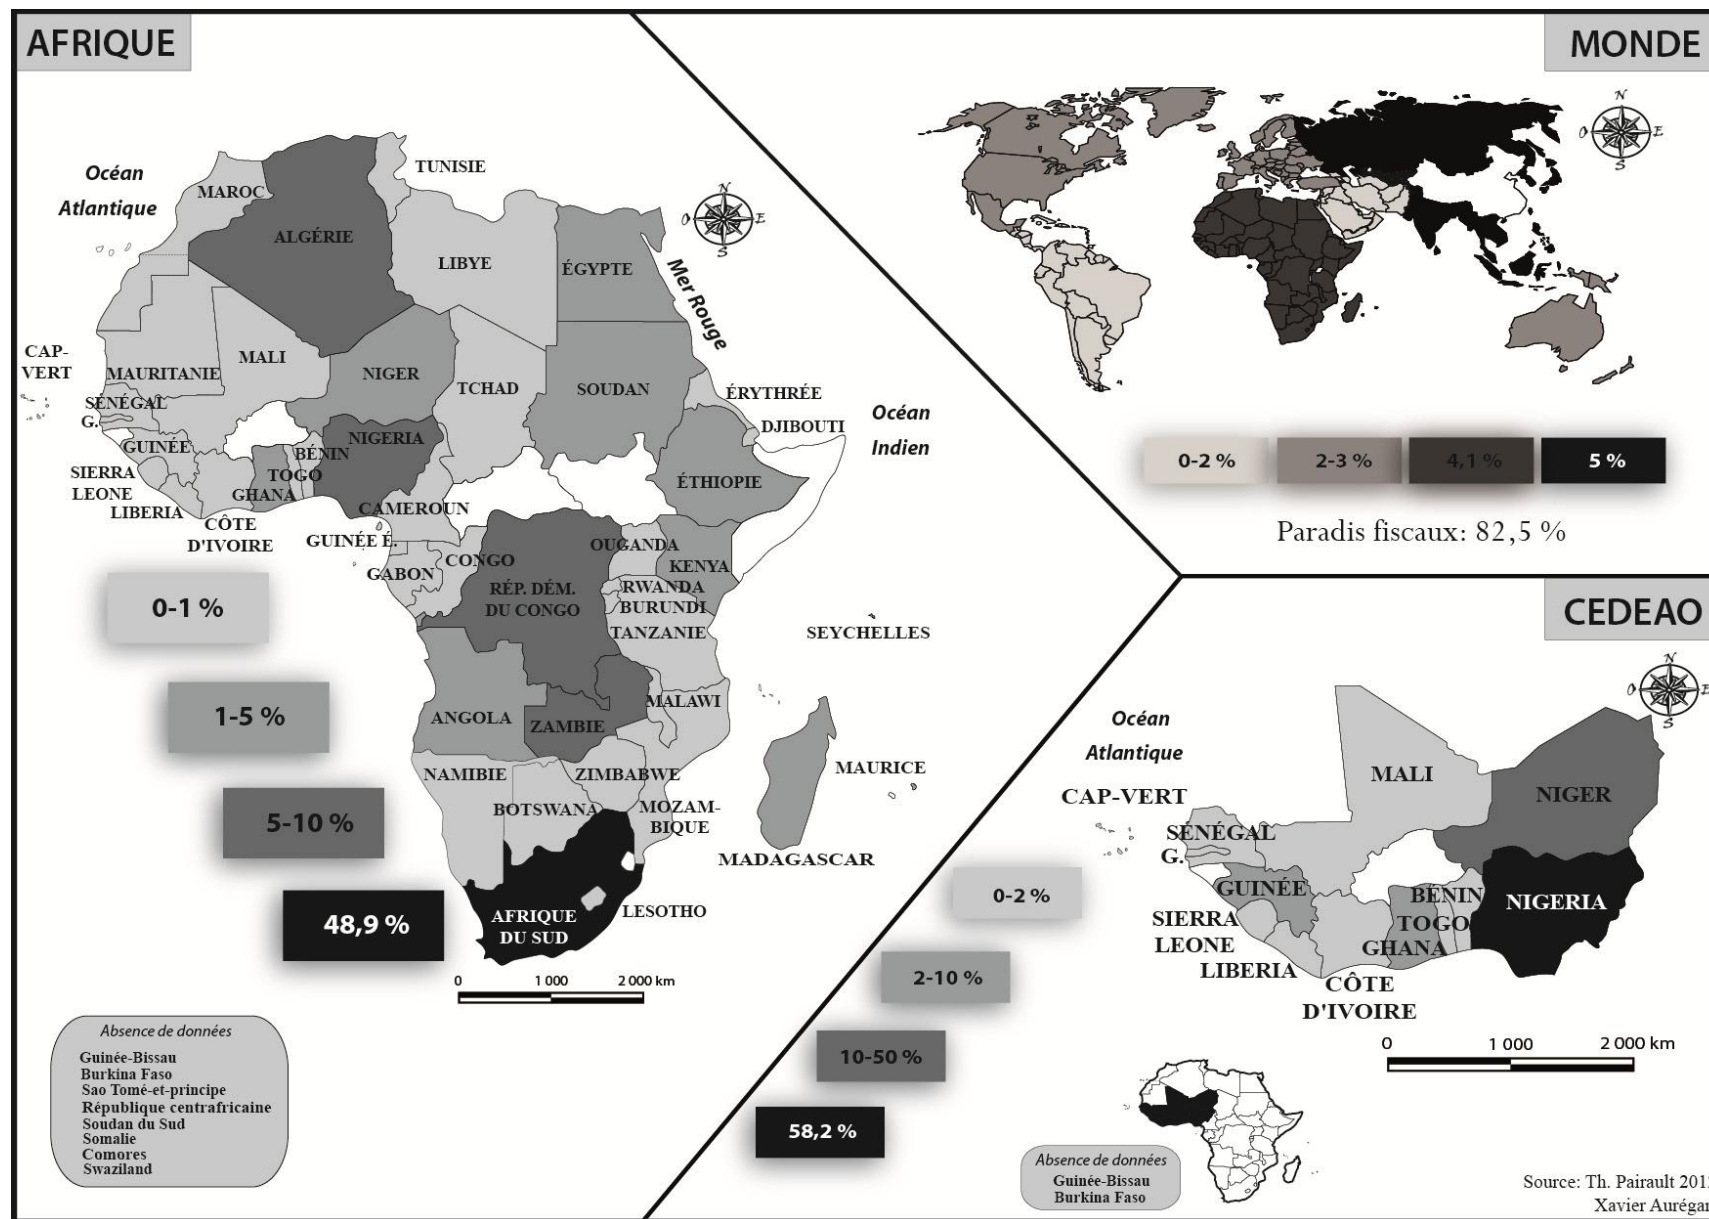 AFRIQUE
MONDE
N
O
E
S
Océan
Atlantique
TUNISIE
MAROC
N
O
E
S
ALGÉRIE
LIBYE
ÉGYPTE
Mer Rouge
CAP-
VERT
MALI
MAURITANIE
NIGER
TCHAD
SOUDAN
ÉRYTHRÉE
DJIBOUTI
Océan
Indien
SÉNÉGAL
G.
GUINÉE
NIGERIA
BÉNIN
SIERRA
LEONE
TOGO
GHANA
LIBERIA
CÔTE
D'IVOIRE
CAMEROUN
ÉTHIOPIE
GUINÉE É.
CONGO
OUGANDA
GABON
KENYA
RÉP. DÉM.
DU CONGO
RWANDA
BURUNDI
TANZANIE
SEYCHELLES
ANGOLA
MALAWI
ZAMBIE
NAMIBIE
ZIMBABWE
MAURICE
BOTSWANA
MOZAM-
BIQUE
MADAGASCAR
AFRIQUE
DU SUD
LESOTHO
0-1 %
1-5 %
5-10 %
48,9 %
0
1 000
2 000 km
Absence de données
Guinée-Bissau
Burkina Faso
Sao Tomé-et-principe
République centrafricaine
Soudan du Sud
Somalie
Comores
Swaziland
0-2 %
2-3 %
4,1 %
5 %
Paradis fiscaux: 82,5 %
CEDEAO
N
O
E
S
Océan
Atlantique
CAP-VERT
MALI
NIGER
SÉNÉGAL
G.
GUINÉE
BÉNIN
NIGERIA
SIERRA
LEONE
TOGO
GHANA
LIBERIA
CÔTE
D'IVOIRE
0-2 %
2-10 %
10-50 %
58,2 %
0
1 000
2 000 km
Absence de données
Guinée-Bissau
Burkina Faso
Source: Th. Pairault
Xavier